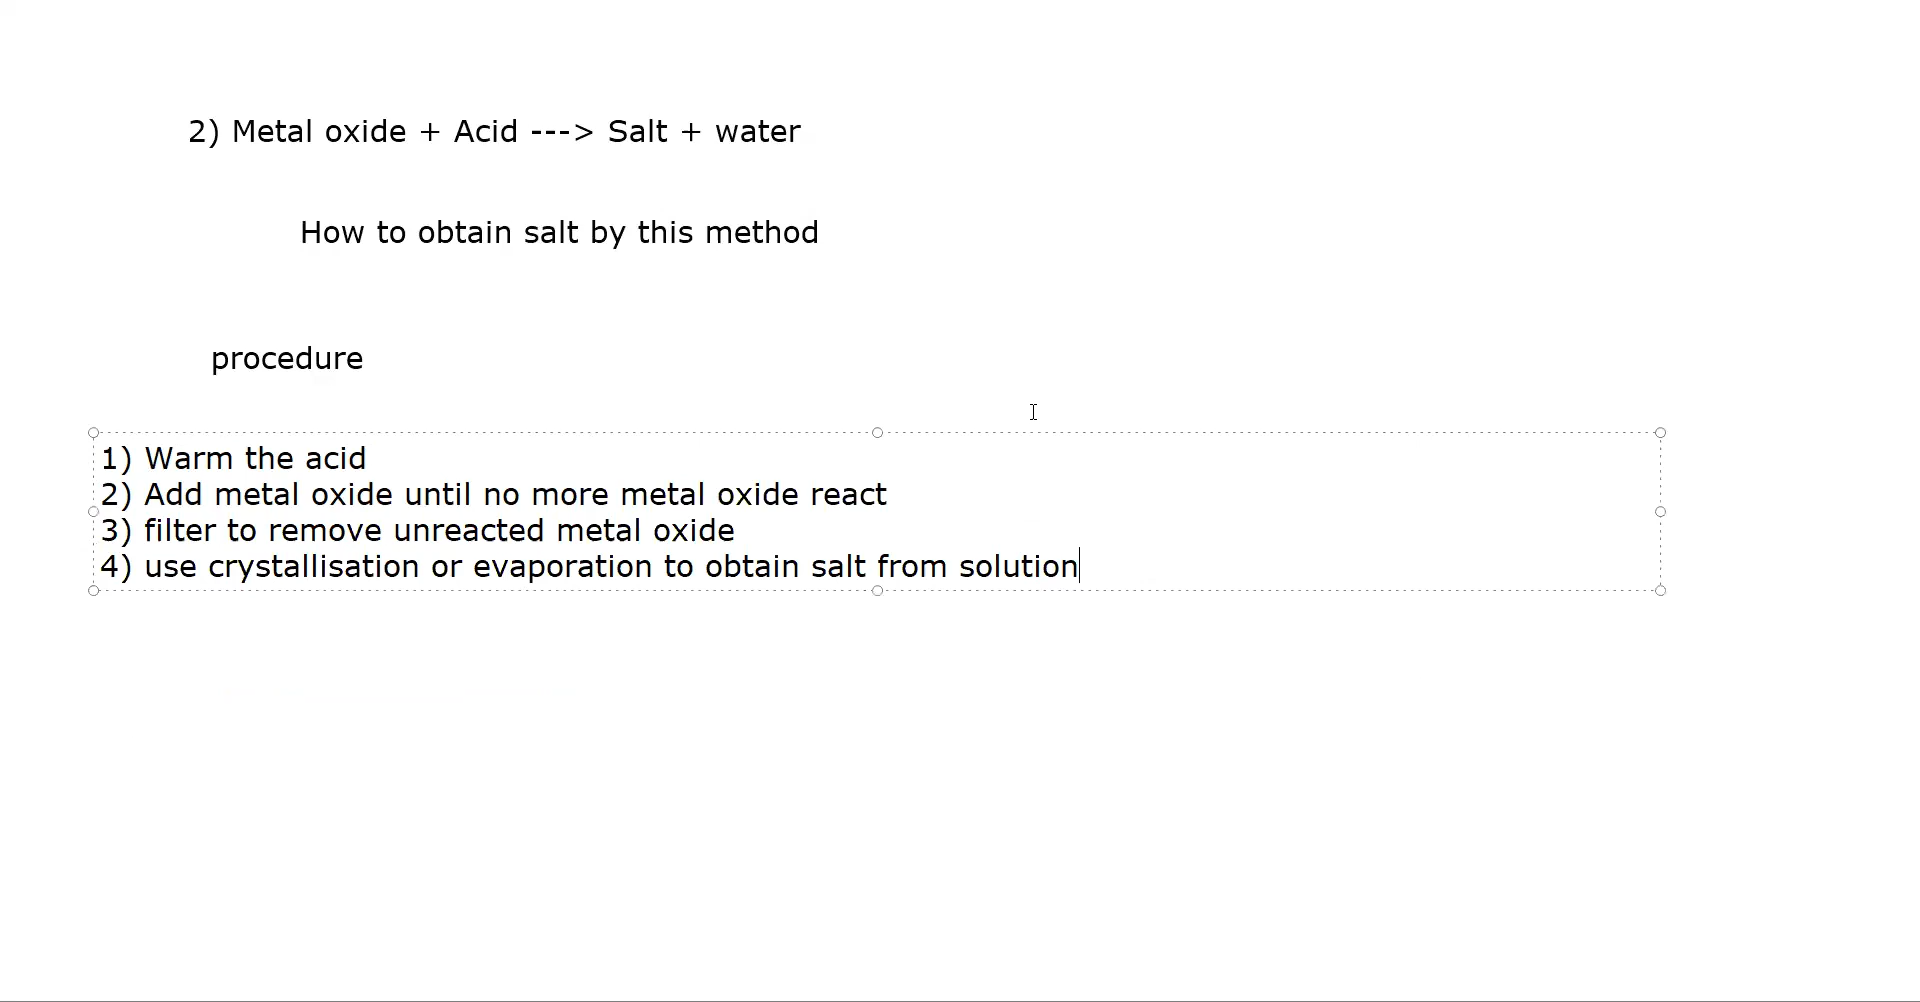 2) Metal oxide + Acid ---> Salt + water
How to obtain salt by this method
procedure
1) Warm the acid
2) Add metal oxide until no more metal oxide react
3) filter to remove unreacted metal oxide
4) use crystallisation or evaporation to obtain salt from solution